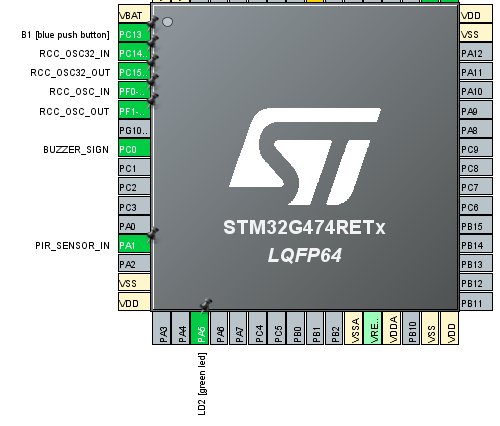 VBAT
B1 [blue push button] PC13
RCC_OSC32_IN PC14..
RCC_OSC32_OUT PC15..
RCC_OSC_IN PF0-..
RCC_OSC_OUT PF1-..
PG10..
BUZZER_SIGN PC0
PC1
PC2
PC3
PA0
PIR_SENSOR_IN PA1
PA2
VSS
VDD
ST
STM32G474RETx
LQFP64
VDD
VSS
PA12
PA11
PA10
PA9
PA8
PC9
PC8
PC7
PC6
PB15
PB14
PB13
PB12
PB11
PA3
PA4
PA5
PA6
PA7
PC4
PC5
PB0
PB1
PB2
VSSA
VRE..
VDDA
PB10
VSS
VDD
LD2 [green led]